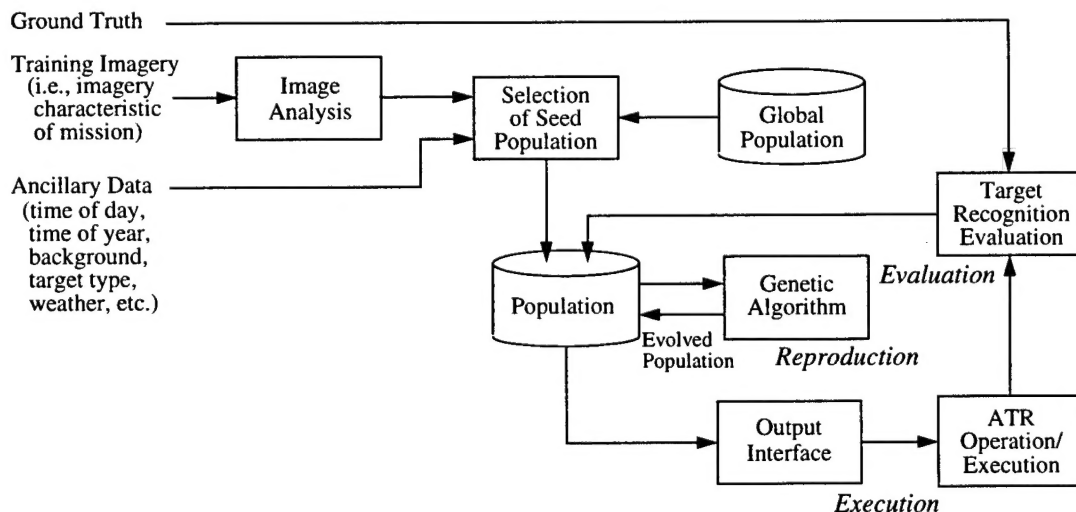 Ground Truth
Training Imagery
(i.e., imagery
characteristic
of mission)
Image
Analysis
Selection
of Seed
Population
Global
Population
Ancillary Data
(time of day,
time of year,
background,
target type,
weather, etc.)
Target
Recognition
Evaluation
Evaluation
Population
Genetic
Algorithm
Evolved
Population
Reproduction
Output
Interface
ATR
Operation/
Execution
Execution